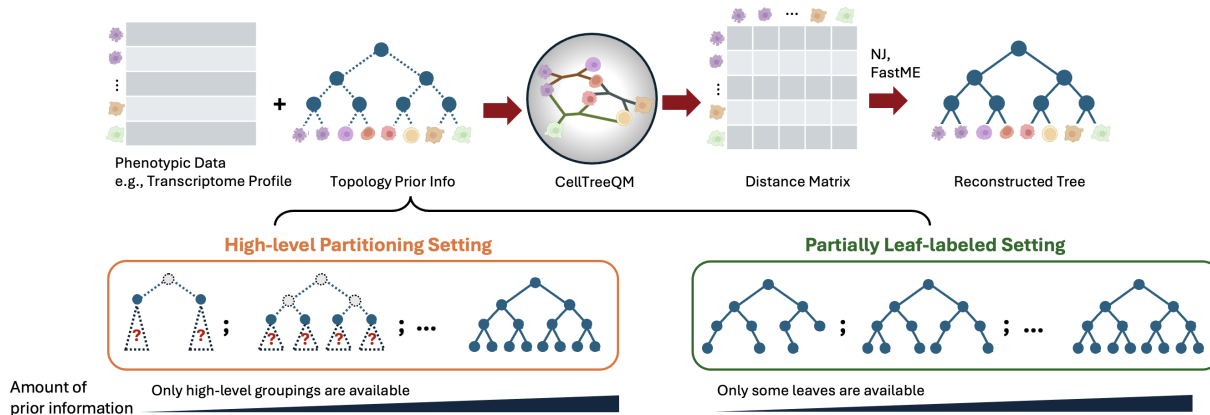 +
NJ,
FastME
Phenotypic Data
e.g., Transcriptome Profile
Topology Prior Info
CellTreeQM
Distance Matrix
Reconstructed Tree
High-level Partitioning Setting
Partially Leaf-labeled Setting
? ? ; ? ? ? ? ; ...
; ; ...
Amount of
prior information
Only high-level groupings are available
Only some leaves are available